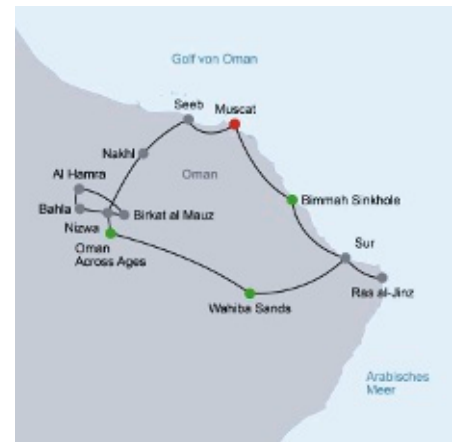 Golf von Oman
Seeb
Muscat
Nakhl
Al Hamra
Oman
Bahla
Birkat al Mauz
Bimmah Sinkhole
Nizwa
Oman
Across Ages
Sur
Ras al-Jinz
Wahiba Sands
Arabisches
Meer